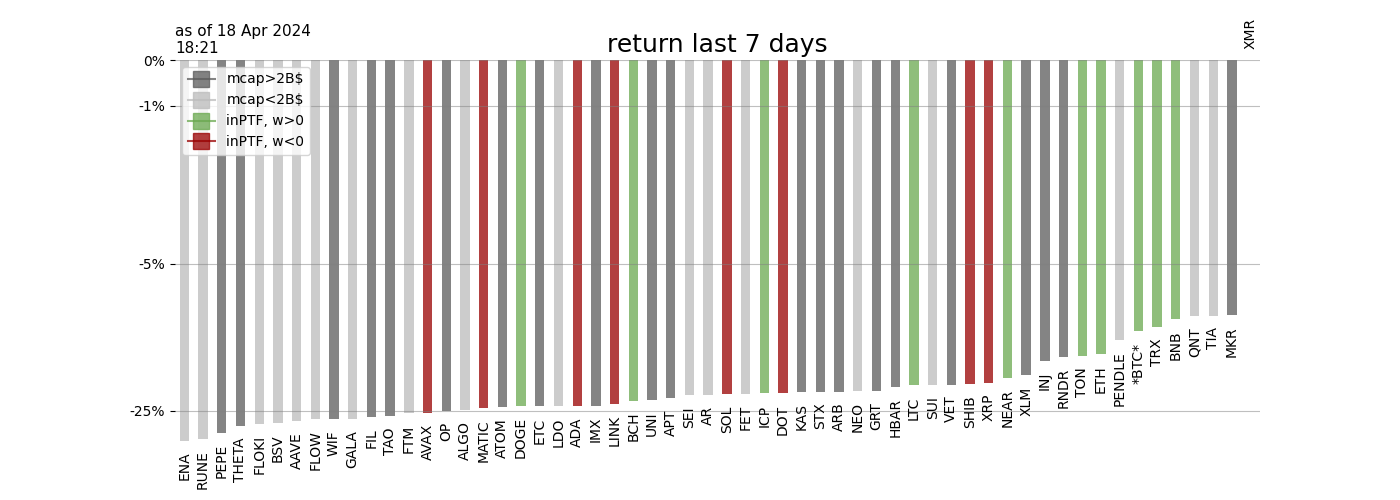 as of 18 Apr 2024
18:21
return last 7 days
XMR
0%
-1%
-5%
-25%
mcap>2B$
mcap<2B$
inPTF, w>0
inPTF, w<0
ENA
RUNE
PEPE
THETA
FLOKI
BSV
AAVE
FLOW
WIF
GALA
FIL
TAO
FTM
AVAX
OP
ALGO
MATIC
ATOM
DOGE
ETC
LDO
ADA
IMX
LINK
BCH
UNI
APT
SEI
AR
SOL
FET
ICP
DOT
KAS
STX
ARB
NEO
GRT
HBAR
LTC
SUI
VET
SHIB
XRP
NEAR
XLM
INJ
RNDR
TON
ETH
PENDLE
*BTC*
TRX
BNB
QNT
TIA
MKR